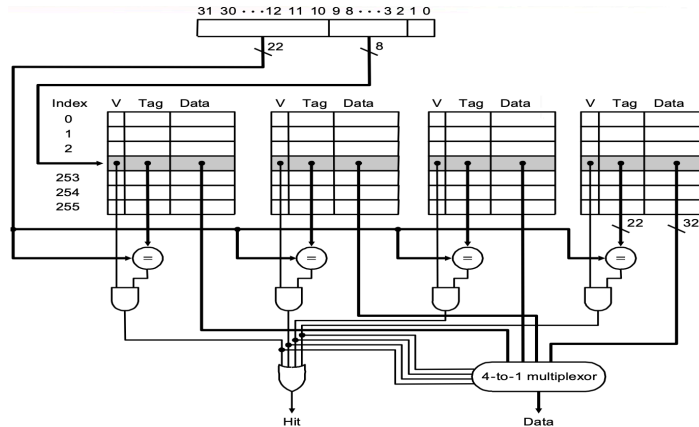 31 30 ··· 12 11 10 9 8 ··· 3 2 1 0
22
8
Index V Tag Data V Tag Data V Tag Data V Tag Data
0
1
2
253
254
255
22
32
= = = =
4-to-1 multiplexor
Hit
Data